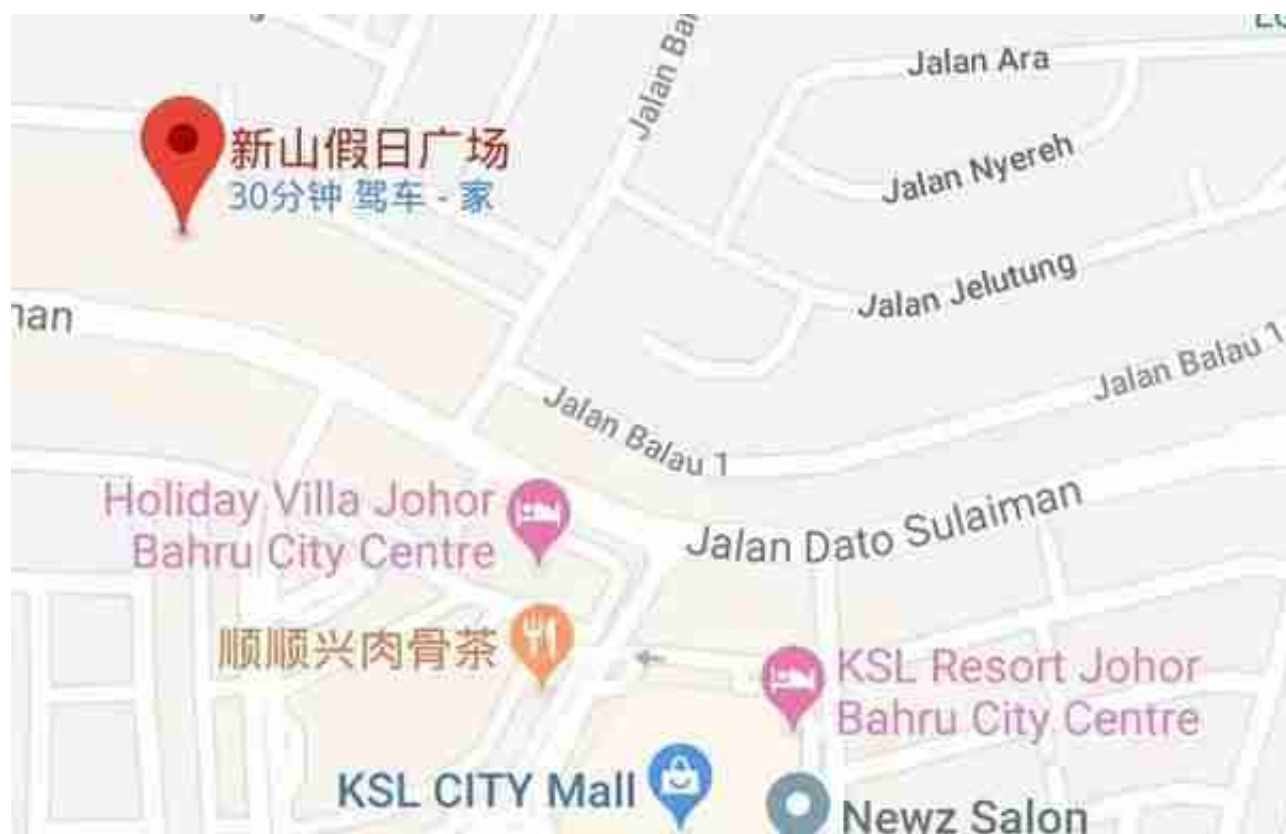 Jalan Ara
新山假日广场
30分钟 驾车 - 家
Jalan Nyereh
Jalan Jelutung
Jalan Balau 1
Jalan Balau 1
Holiday Villa Johor
Bahru City Centre
Jalan Dato Sulaiman
顺顺兴肉骨茶
KSL Resort Johor
Bahru City Centre
KSL CITY Mall
Newz Salon